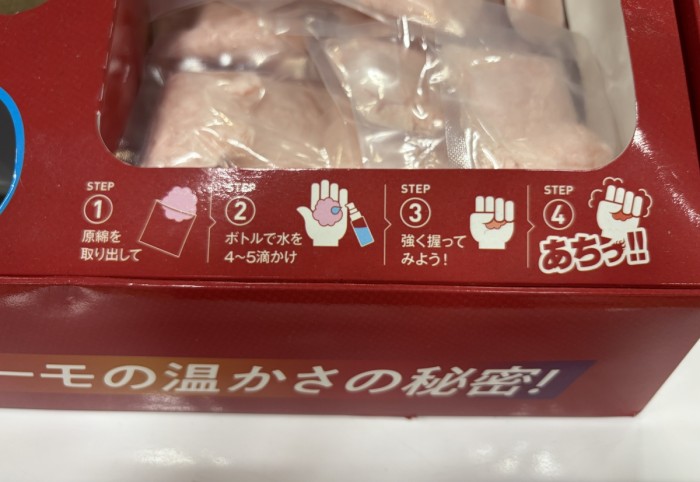 STEP
1
原綿を
取り出して
STEP
2
ボトルで水を
4〜5滴かけ
STEP
3
強く握って
みよう!
STEP
4
あちっ!!
ーモの温かさの秘密!